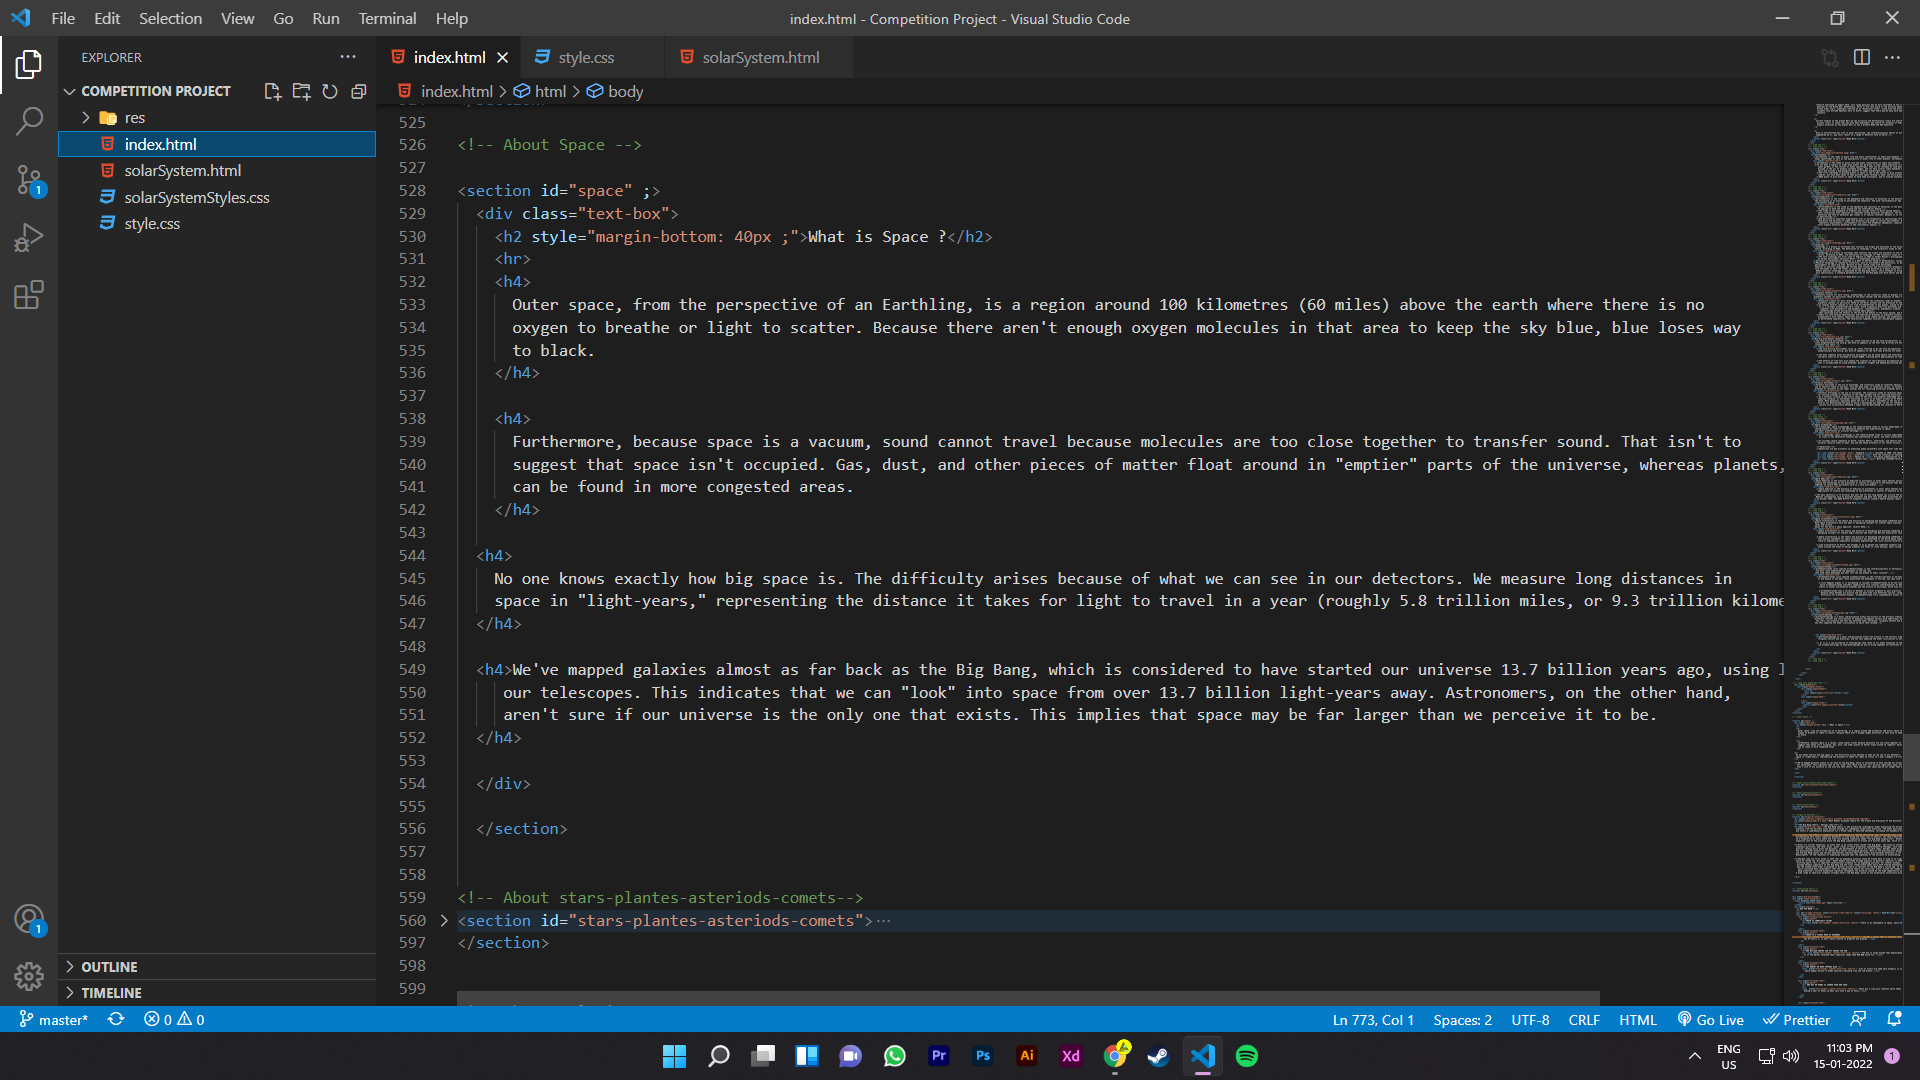 File Edit Selection View Go Run Terminal Help
index.html - Competition Project - Visual Studio Code
EXPLORER
COMPETITION PROJECT
res
index.html
solarSystem.html
solarSystemStyles.css
style.css
OUTLINE
TIMELINE
index.html style.css solarSystem.html
index.html > html > body
525
526 <!-- About Space -->
527
528 <section id="space" ;>
529 <div class="text-box">
530 <h2 style="margin-bottom: 40px ;">What is Space ?</h2>
531 <hr>
532 <h4>
533 Outer space, from the perspective of an Earthling, is a region around 100 kilometres (60 miles) above the earth where there is no
534 oxygen to breathe or light to scatter. Because there aren't enough oxygen molecules in that area to keep the sky blue, blue loses way
535 to black.
536 </h4>
537
538 <h4>
539 Furthermore, because space is a vacuum, sound cannot travel because molecules are too close together to transfer sound. That isn't to
540 suggest that space isn't occupied. Gas, dust, and other pieces of matter float around in "emptier" parts of the universe, whereas planets,
541 can be found in more congested areas.
542 </h4>
543
544 <h4>
545 No one knows exactly how big space is. The difficulty arises because of what we can see in our detectors. We measure long distances in
546 space in "light-years," representing the distance it takes for light to travel in a year (roughly 5.8 trillion miles, or 9.3 trillion kilome
547 </h4>
548
549 <h4>We've mapped galaxies almost as far back as the Big Bang, which is considered to have started our universe 13.7 billion years ago, using l
550 our telescopes. This indicates that we can "look" into space from over 13.7 billion light-years away. Astronomers, on the other hand,
551 aren't sure if our universe is the only one that exists. This implies that space may be far larger than we perceive it to be.
552 </h4>
553
554 </div>
555
556 </section>
557
558
559 <!-- About stars-plantes-asteriods-comets-->
560 <section id="stars-plantes-asteriods-comets">···
597 </section>
598
599
1
1
master* 0 0 Ln 773, Col 1 Spaces: 2 UTF-8 CRLF HTML Go Live Prettier
Pr Ps Ai Xd
ENG
US
11:03 PM
15-01-2022
1